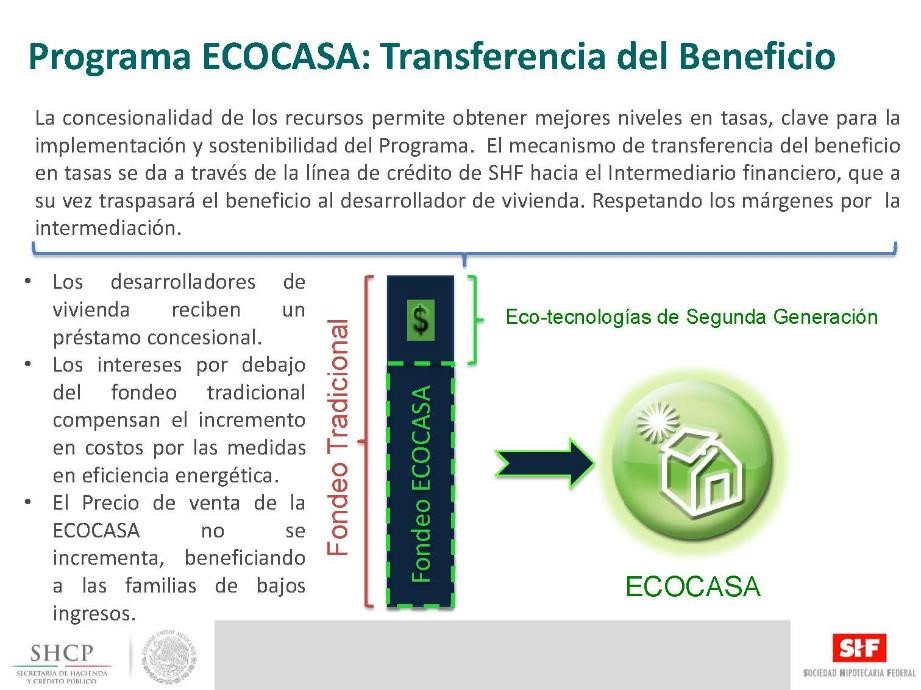 Programa ECOCASA: Transferencia del Beneficio
La concesionalidad de los recursos permite obtener mejores niveles en tasas, clave para la
implementación y sostenibilidad del Programa. El mecanismo de transferencia del beneficio
en tasas se da a través de la línea de crédito de SHF hacia el Intermediario financiero, que a
su vez traspasará el beneficio al desarrollador de vivienda. Respetando los márgenes por la
intermediación.
• Los desarrolladores de
vivienda reciben un
préstamo concesional.
• Los intereses por debajo
del fondeo tradicional
compensan el incremento
en costos por las medidas
en eficiencia energética.
• El Precio de venta de la
ECOCASA no se
incrementa, beneficiando
a las familias de bajos
ingresos.
Fondeo Tradicional
$
Fondeo ECOCASA
Eco-tecnologías de Segunda Generación
ECOCASA
SHCP
SECRETARÍA DE HACIENDA
Y CRÉDITO PÚBLICO
SHF
SOCIEDAD HIPOTECARIA FEDERAL